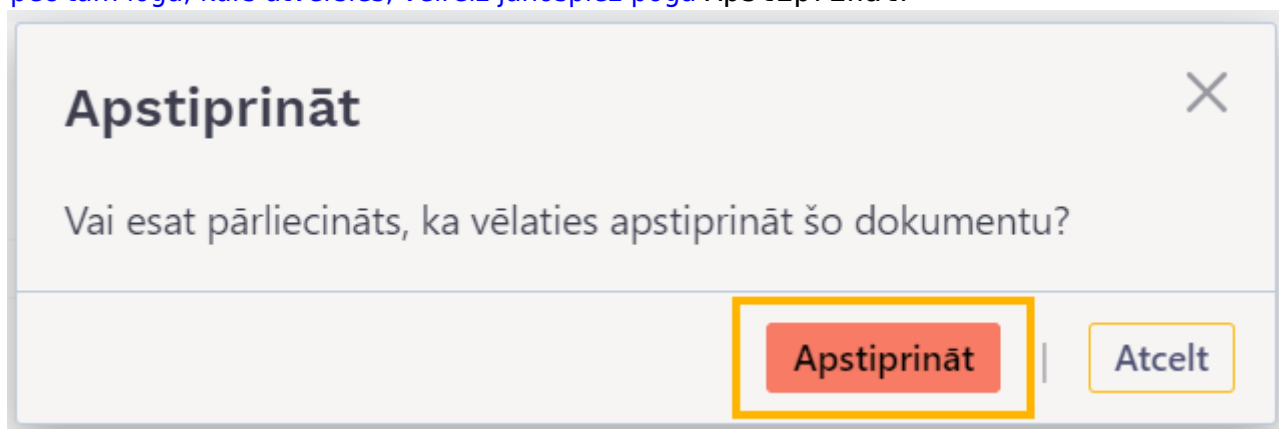 Apstiprināt
Vai esat pārliecināts, ka vēlaties apstiprināt šo dokumentu?
Apstiprināt | Atcelt